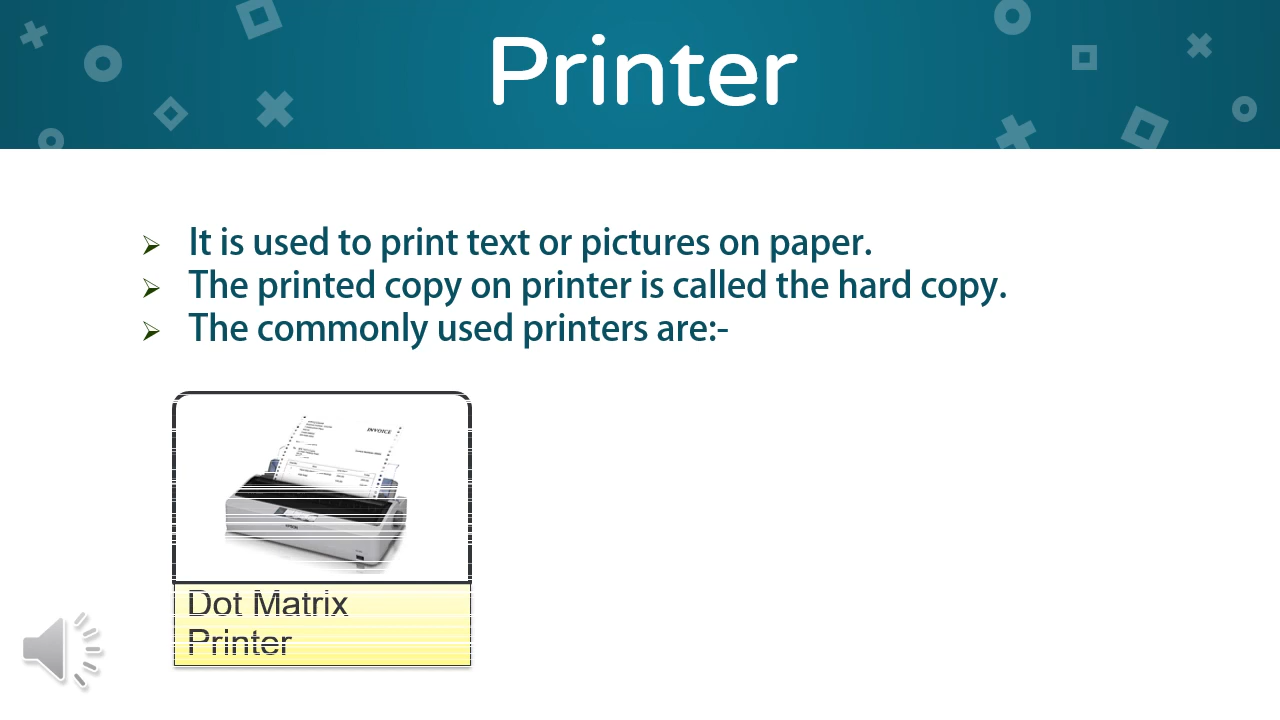 Printer
It is used to print text or pictures on paper.
The printed copy on printer is called the hard copy.
The commonly used printers are:-
INVOICE
EPSON
Dot Matrix
Printer